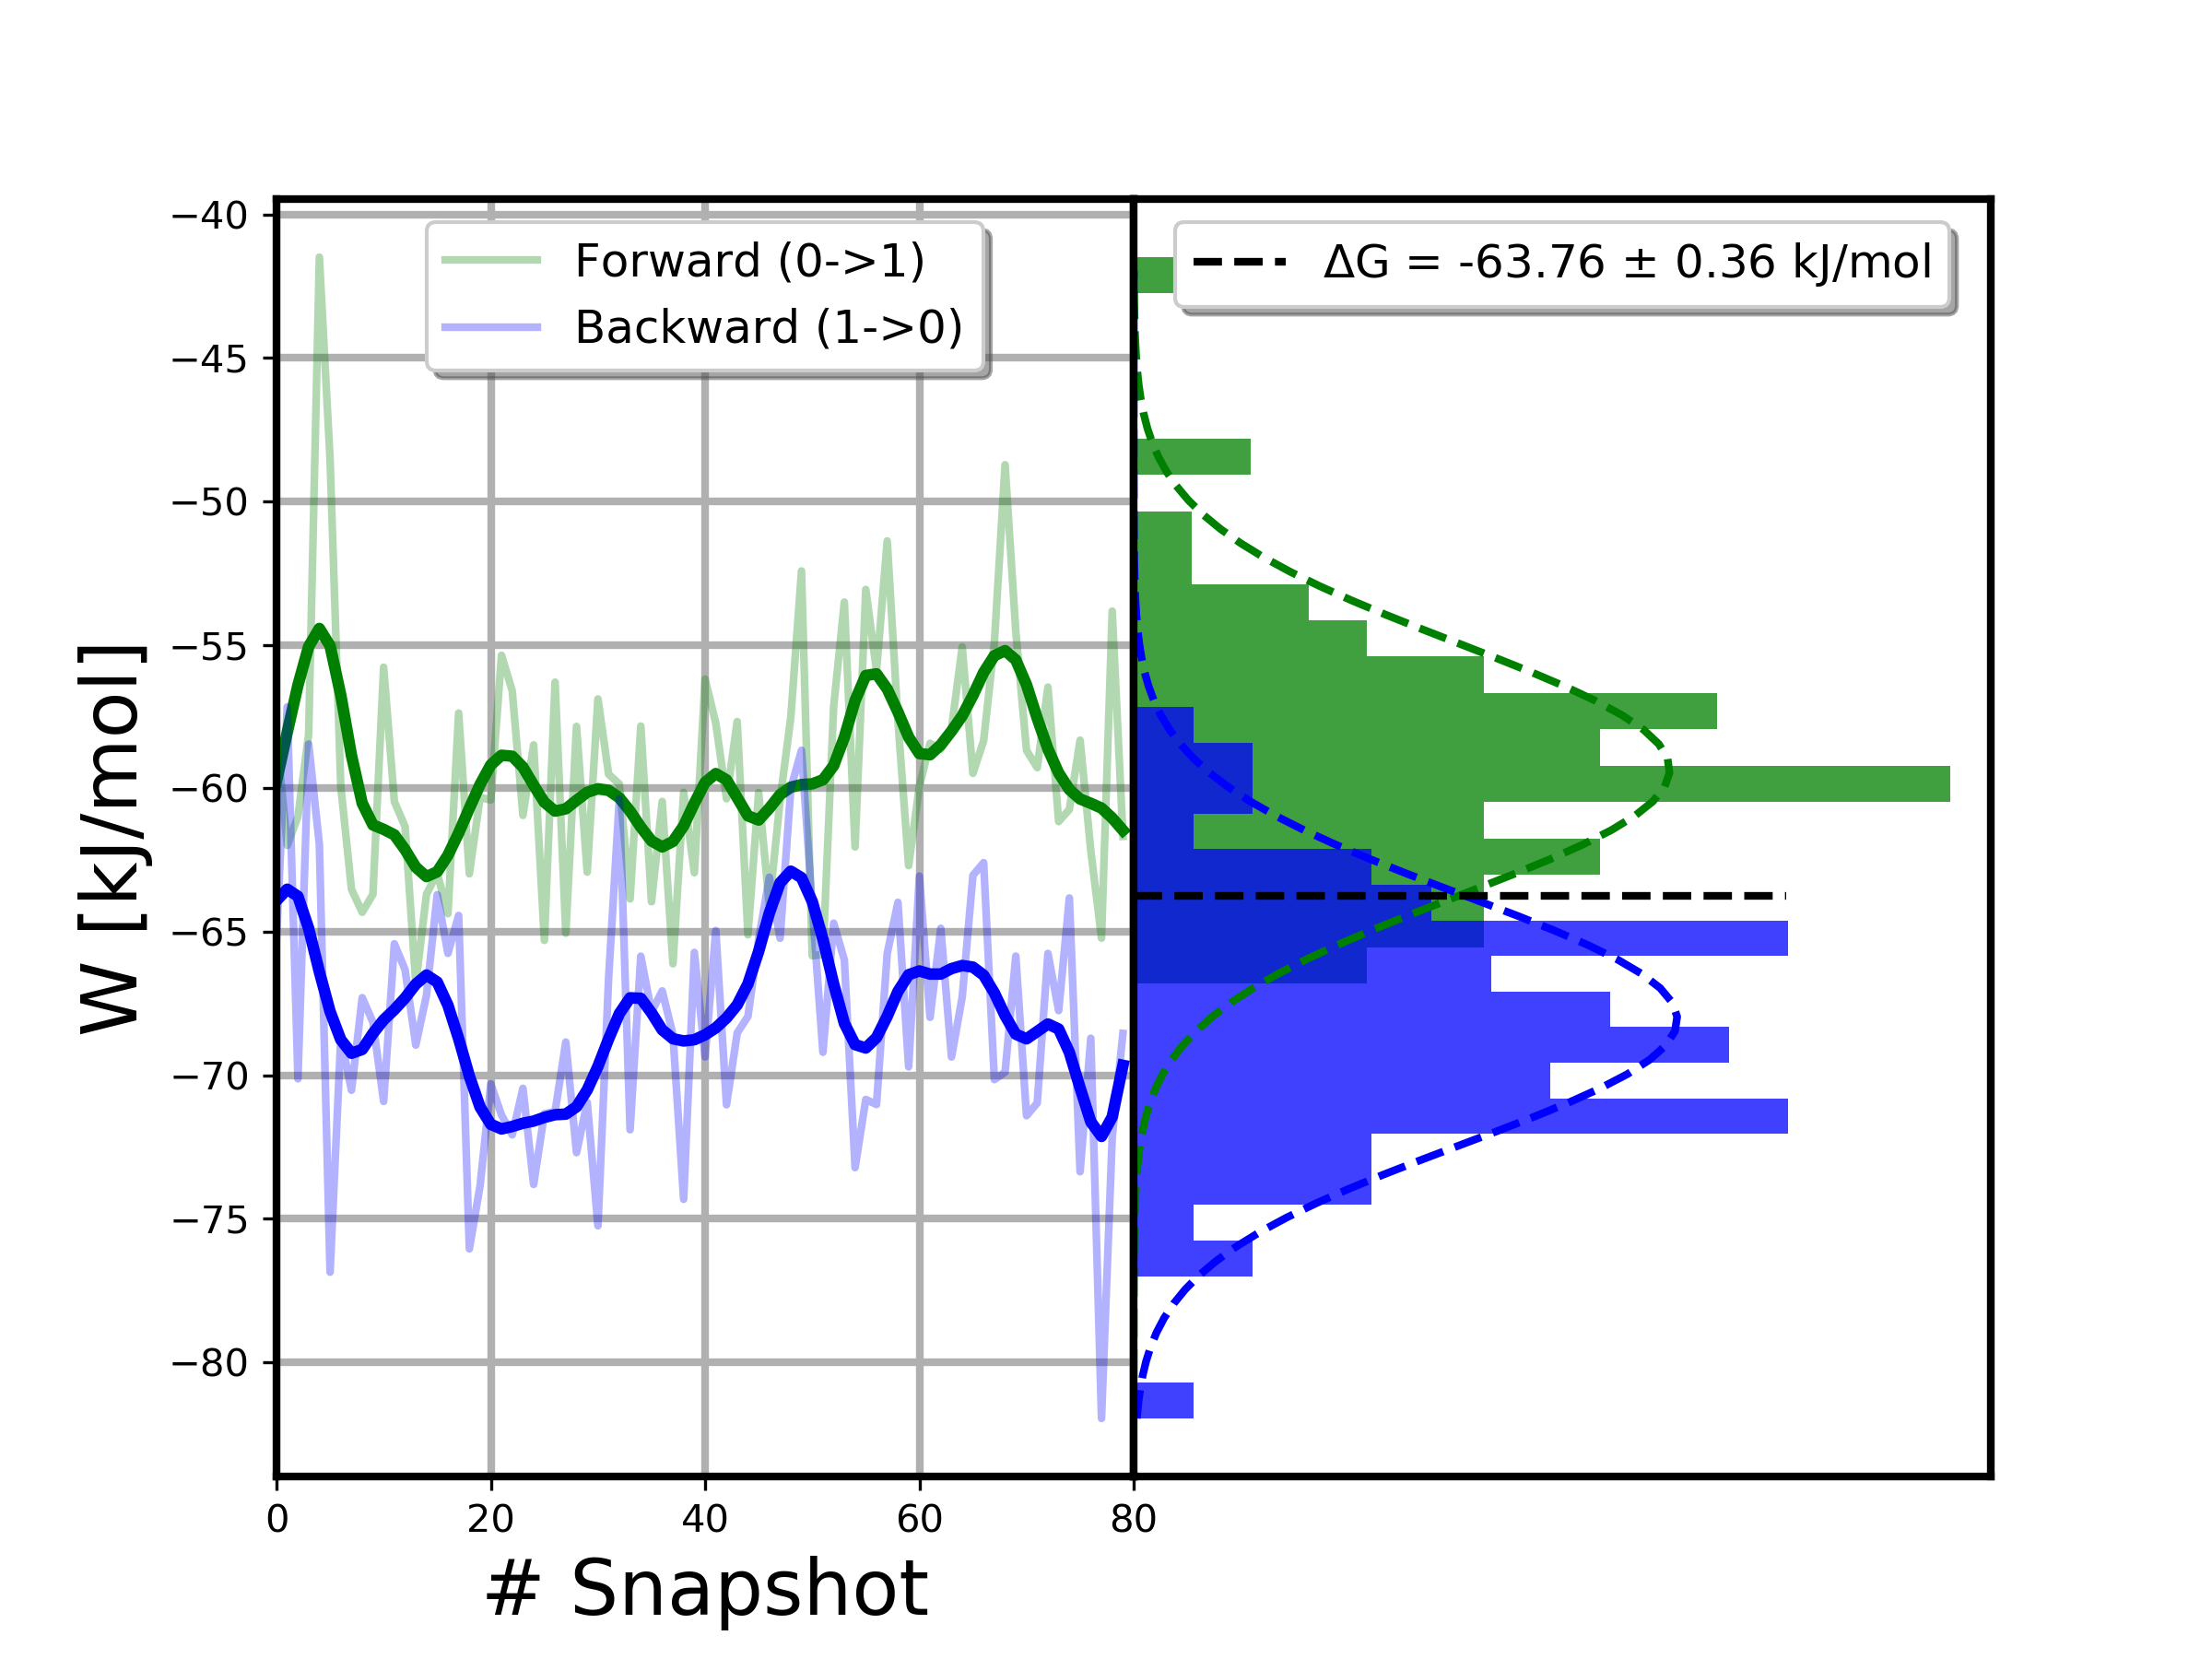 Forward (0->1)
Backward (1->0)
ΔG = -63.76 ± 0.36 kJ/mol
W [kJ/mol]
−40
−45
−50
−55
−60
−65
−70
−75
−80
0 20 40 60 80
# Snapshot